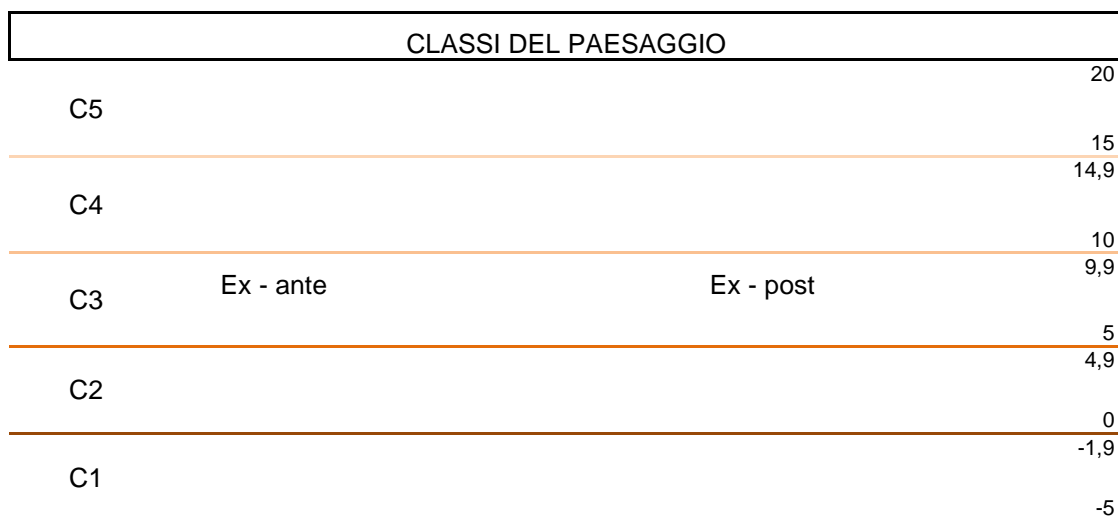 CLASSI DEL PAESAGGIO
20
C5
15
14,9
C4
10
9,9
Ex - ante Ex - post
C3
5
4,9
C2
0
-1,9
C1
-5